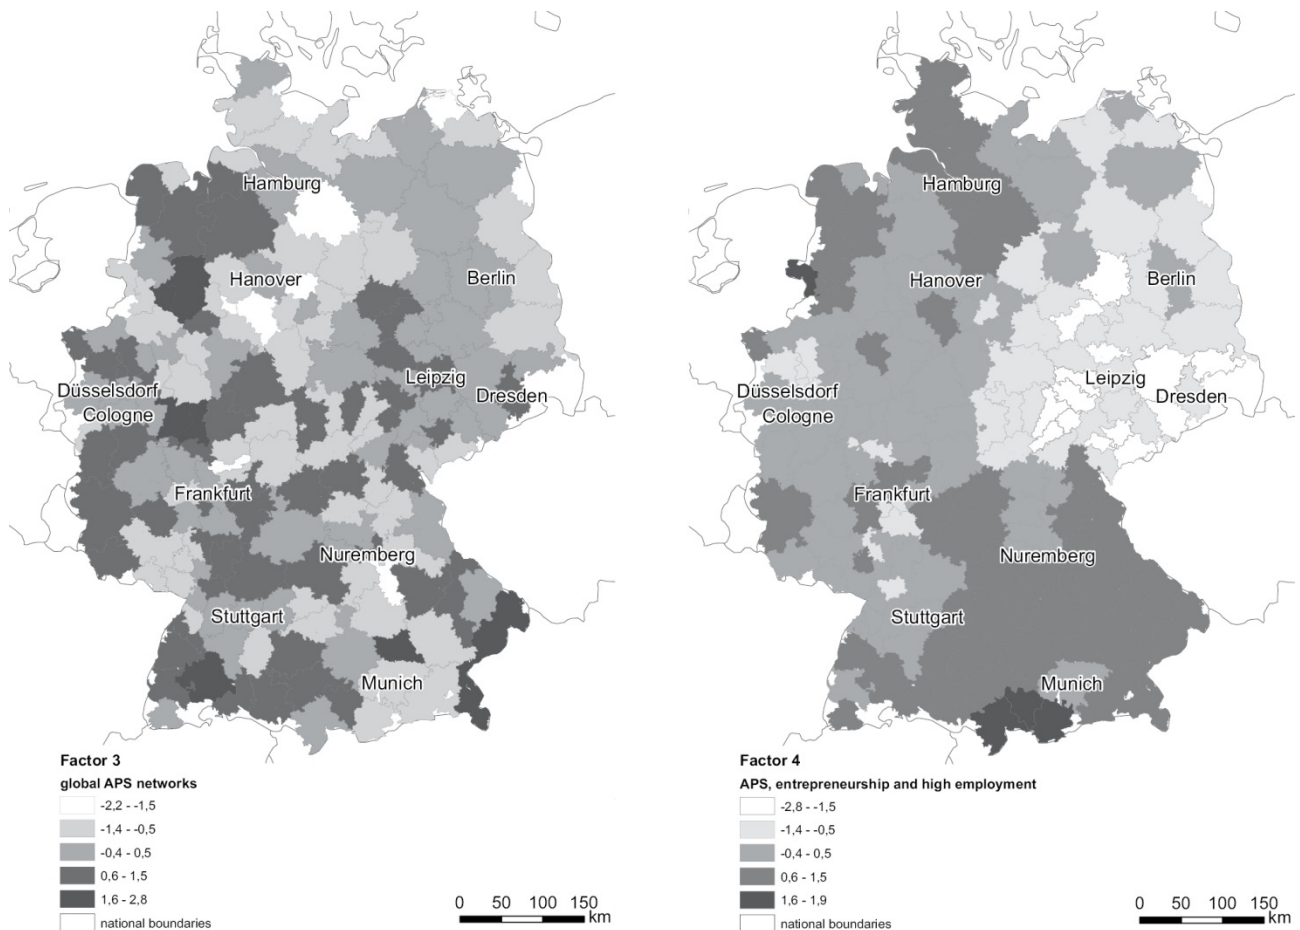 Hamburg
Hanover
Berlin
Düsselsdorf
Cologne
Leipzig
Dresden
Frankfurt
Nuremberg
Stuttgart
Munich
Factor 3
global APS networks
-2,2 - -1,5
-1,4 - -0,5
-0,4 - 0,5
0,6 - 1,5
1,6 - 2,8
national boundaries
0 50 100 150
km
Hamburg
Hanover
Berlin
Düsselsdorf
Cologne
Leipzig
Dresden
Frankfurt
Nuremberg
Stuttgart
Munich
Factor 4
APS, entrepreneurship and high employment
-2,8 - -1,5
-1,4 - -0,5
-0,4 - 0,5
0,6 - 1,5
1,6 - 1,9
national boundaries
0 50 100 150
km